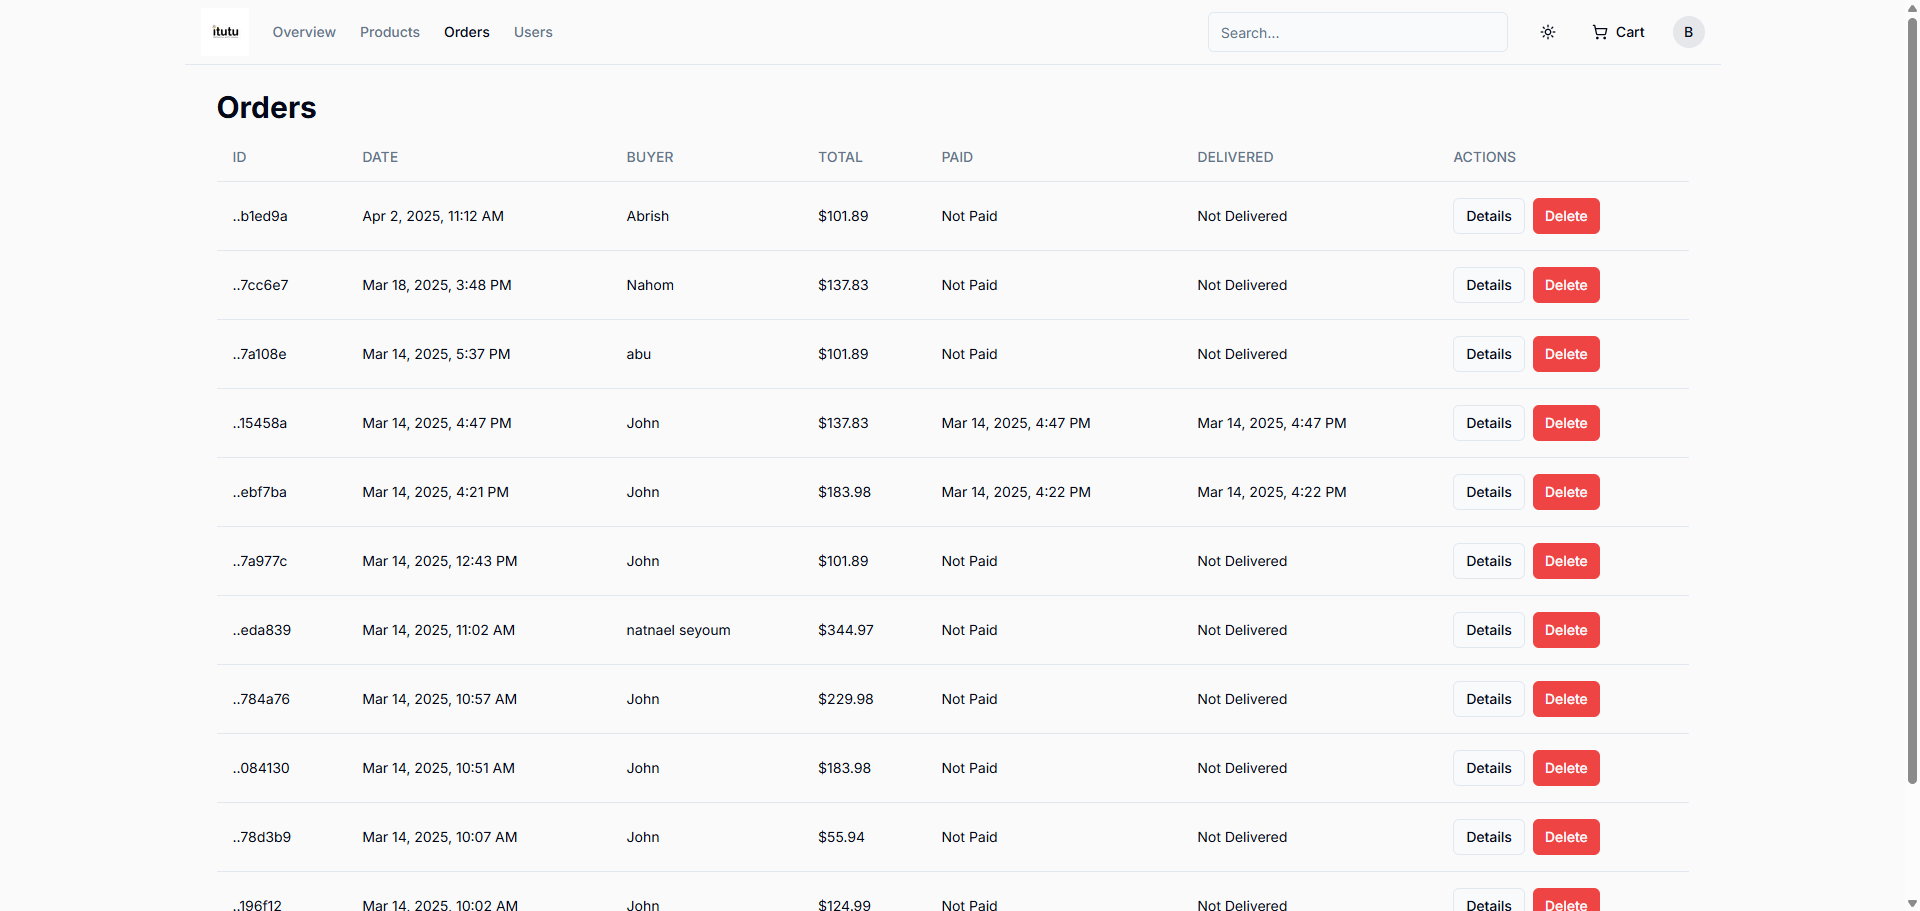 itutu Overview Products Orders Users Search... Cart B
Orders
ID DATE BUYER TOTAL PAID DELIVERED ACTIONS
..b1ed9a Apr 2, 2025, 11:12 AM Abrish $101.89 Not Paid Not Delivered Details Delete
..7cc6e7 Mar 18, 2025, 3:48 PM Nahom $137.83 Not Paid Not Delivered Details Delete
..7a108e Mar 14, 2025, 5:37 PM abu $101.89 Not Paid Not Delivered Details Delete
..15458a Mar 14, 2025, 4:47 PM John $137.83 Mar 14, 2025, 4:47 PM Mar 14, 2025, 4:47 PM Details Delete
..ebf7ba Mar 14, 2025, 4:21 PM John $183.98 Mar 14, 2025, 4:22 PM Mar 14, 2025, 4:22 PM Details Delete
..7a977c Mar 14, 2025, 12:43 PM John $101.89 Not Paid Not Delivered Details Delete
..eda839 Mar 14, 2025, 11:02 AM natnael seyoum $344.97 Not Paid Not Delivered Details Delete
..784a76 Mar 14, 2025, 10:57 AM John $229.98 Not Paid Not Delivered Details Delete
..084130 Mar 14, 2025, 10:51 AM John $183.98 Not Paid Not Delivered Details Delete
..78d3b9 Mar 14, 2025, 10:07 AM John $55.94 Not Paid Not Delivered Details Delete
..196f12 Mar 14, 2025, 10:02 AM John $124.99 Not Paid Not Delivered Details Delete